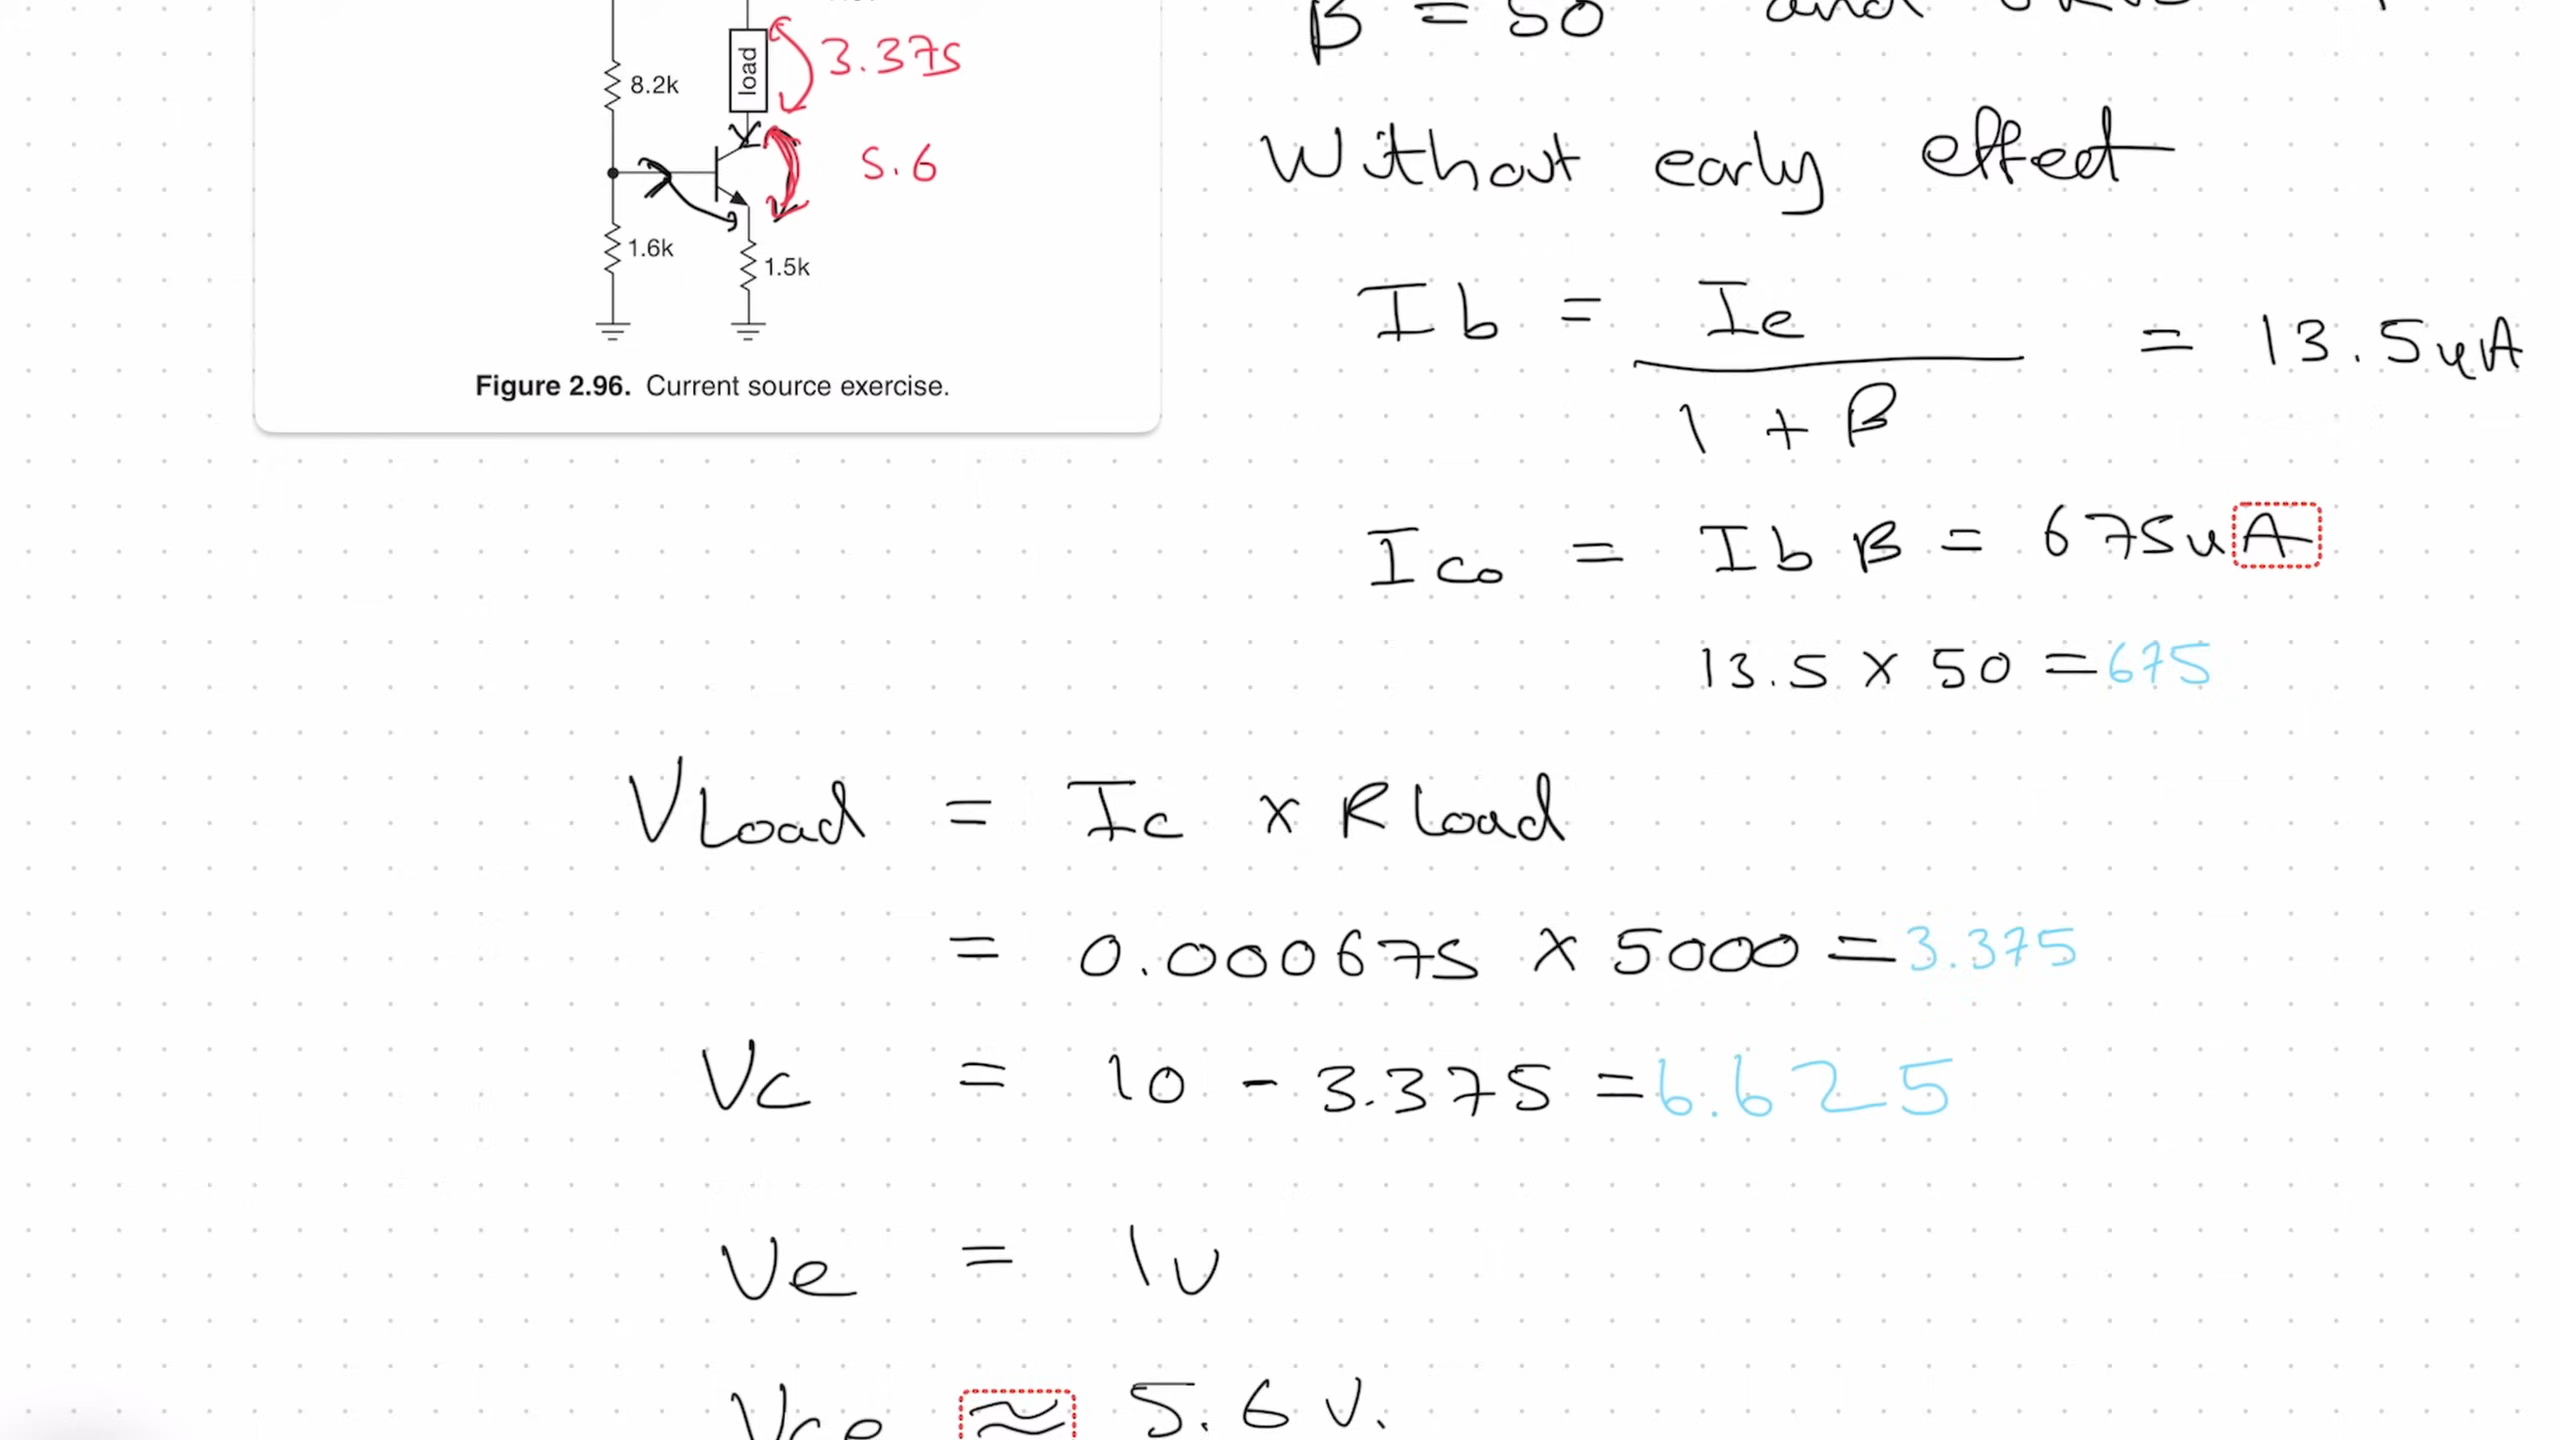 β = 50 and
8.2k
load
3.375
Without early effect
5.6
1.6k
1.5k
Figure 2.96. Current source exercise.
Ib = Ie / 1 + β = 13.5uA
Ico = Ib β = 675uA
13.5 x 50 = 675
VLoad = Ic x RLoad
= 0.000675 x 5000 = 3.375
Vc = 10 - 3.375 = 6.625
Ve = 1v
Vce ≈ 5.6 V.